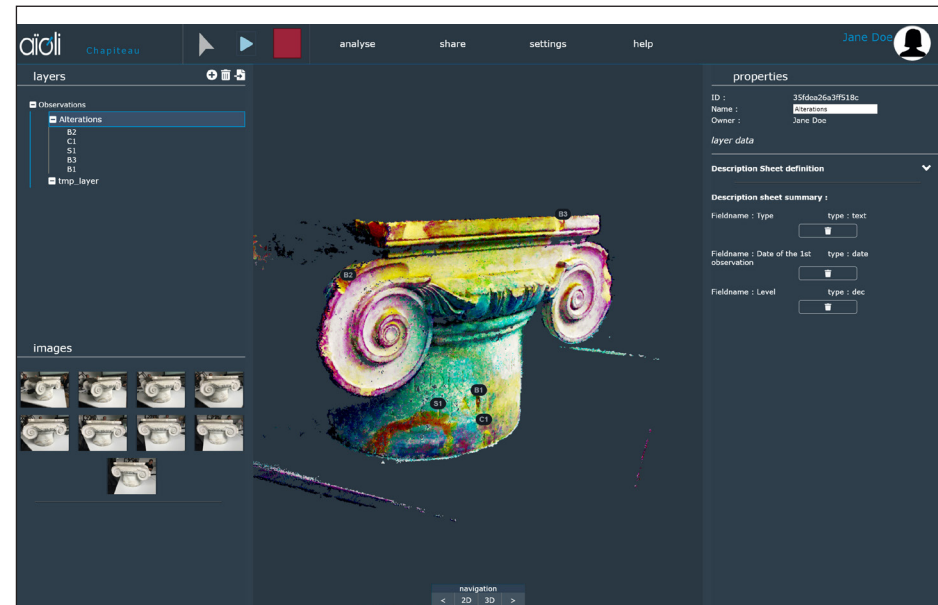 aïoli
Chapiteau
analyse share settings help
Jane Doe
layers
Observations
Alterations
B2
C1
S1
B3
B1
tmp_layer
images
B3
B2
B1
S1
C1
navigation
< 2D 3D >
properties
ID : 35fdea26a3ff518c
Name : Alterations
Owner : Jane Doe
layer data
Description Sheet definition
Description sheet summary :
Fieldname : Type type : text
Fieldname : Date of the 1st type : date
observation
Fieldname : Level type : dec